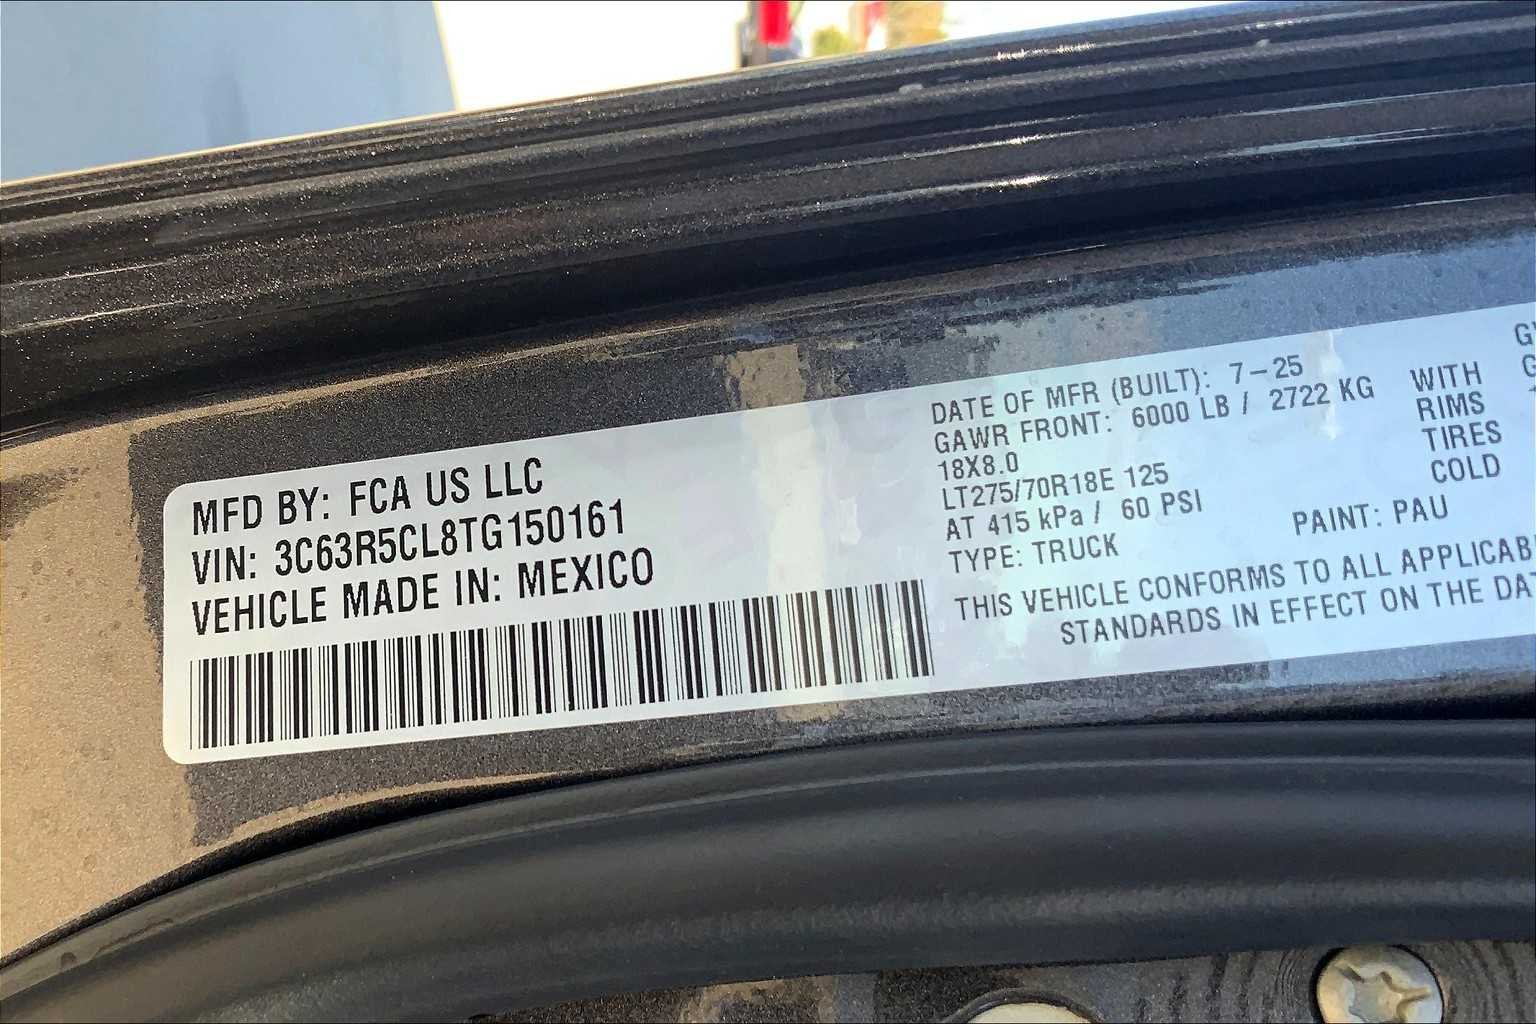 MFD BY: FCA US LLC
VIN: 3C63R5CL8TG150161
VEHICLE MADE IN: MEXICO
DATE OF MFR (BUILT): 7-25
GAWR FRONT: 6000 LB / 2722 KG WITH
18X8.0 RIMS
LT275/70R18E 125 TIRES
AT 415 kPa / 60 PSI COLD
TYPE: TRUCK PAINT: PAU
THIS VEHICLE CONFORMS TO ALL APPLICAB
STANDARDS IN EFFECT ON THE DA